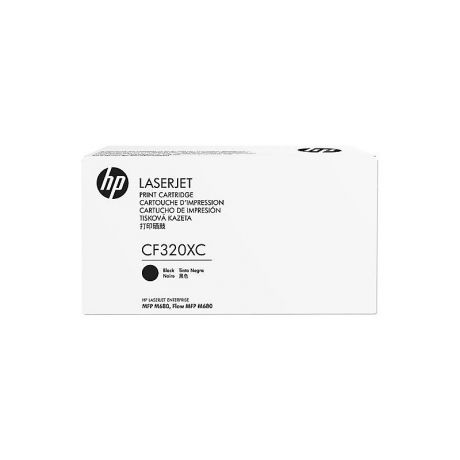 hp
LASERJET
PRINT CARTRIDGE
CARTOUCHE D'IMPRESSION
CARTUCHO DE IMPRESIÓN
TISKOVÁ KAZETA
打印硒鼓
CF320XC
Black Tinta Negra
Noire 黑色
HP LASERJET ENTERPRISE
MFP M680, Flow MFP M680